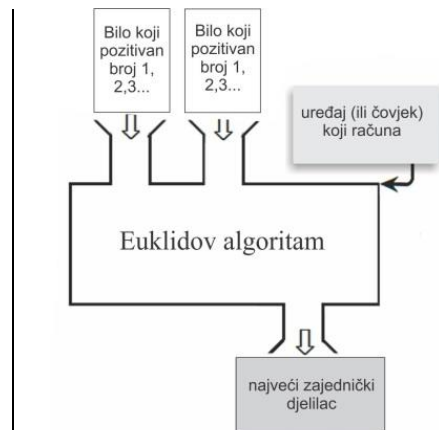 Bilo koji
pozitivan
broj 1,
2,3...
Bilo koji
pozitivan
broj 1,
2,3...
uređaj (ili čovjek)
koji računa
Euklidov algoritam
najveći zajednički
djelilac